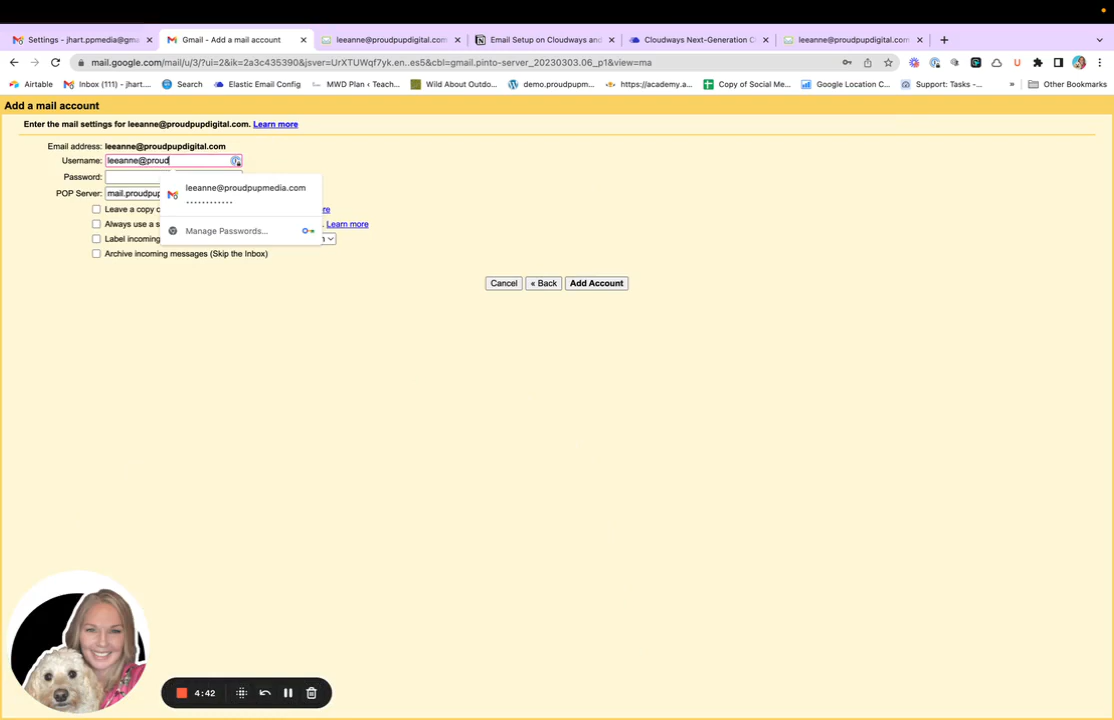 Settings - jhart.ppmedia@gma
Gmail - Add a mail account
leeanne@proudpupdigital.com
Email Setup on Cloudways and
Cloudways Next-Generation C
leeanne@proudpupdigital.com
mail.google.com/mail/u/3/?ui=2&ik=2a3c435390&jsver=UrXTUWqf7yk.en..es5&cbl=gmail.pinto-server_20230303.06_p1&view=ma
Airtable
Inbox (111) - jhart....
Search
Elastic Email Config
MWD Plan ‹ Teach...
Wild About Outdo...
demo.proudpupm...
https://academy.a...
Copy of Social Me...
Google Location C...
Support: Tasks -...
»
Other Bookmarks
Add a mail account
Enter the mail settings for leeanne@proudpupdigital.com. Learn more
Email address: leeanne@proudpupdigital.com
Username: leeanne@proud
Password:
leeanne@proudpupmedia.com
POP Server: mail.proudpup
••••••••••••
Leave a copy o
re
Always use a s
. Learn more
Manage Passwords...
Label incoming
Archive incoming messages (Skip the Inbox)
Cancel
« Back
Add Account
4:42